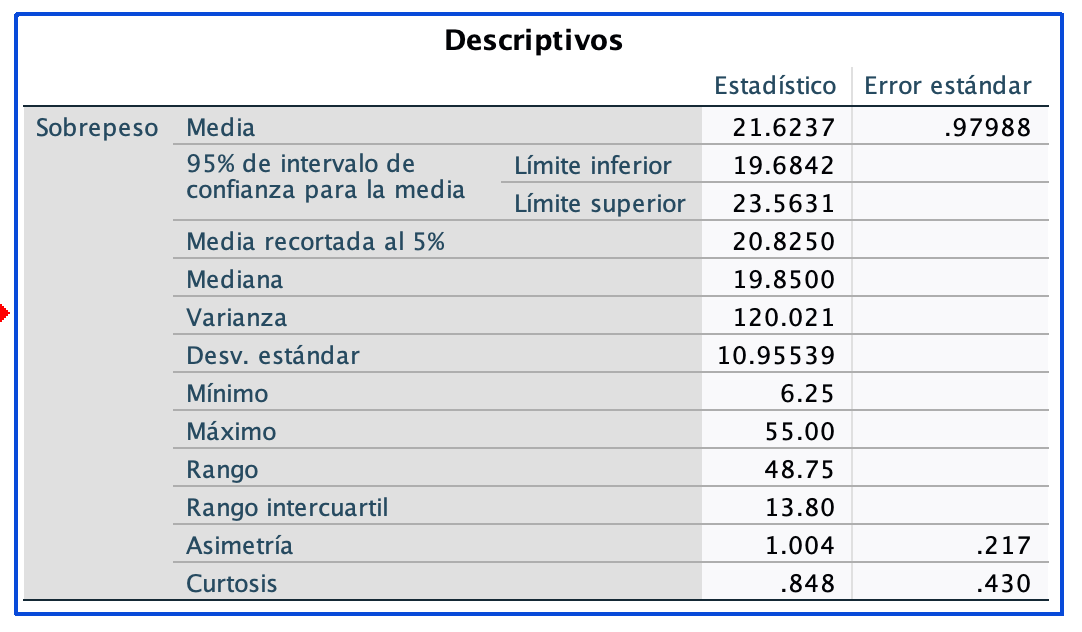 Descriptivos
Estadístico Error estándar
Sobrepeso Media 21.6237 .97988
95% de intervalo de confianza para la media Límite inferior 19.6842
Límite superior 23.5631
Media recortada al 5% 20.8250
Mediana 19.8500
Varianza 120.021
Desv. estándar 10.95539
Mínimo 6.25
Máximo 55.00
Rango 48.75
Rango intercuartil 13.80
Asimetría 1.004 .217
Curtosis .848 .430